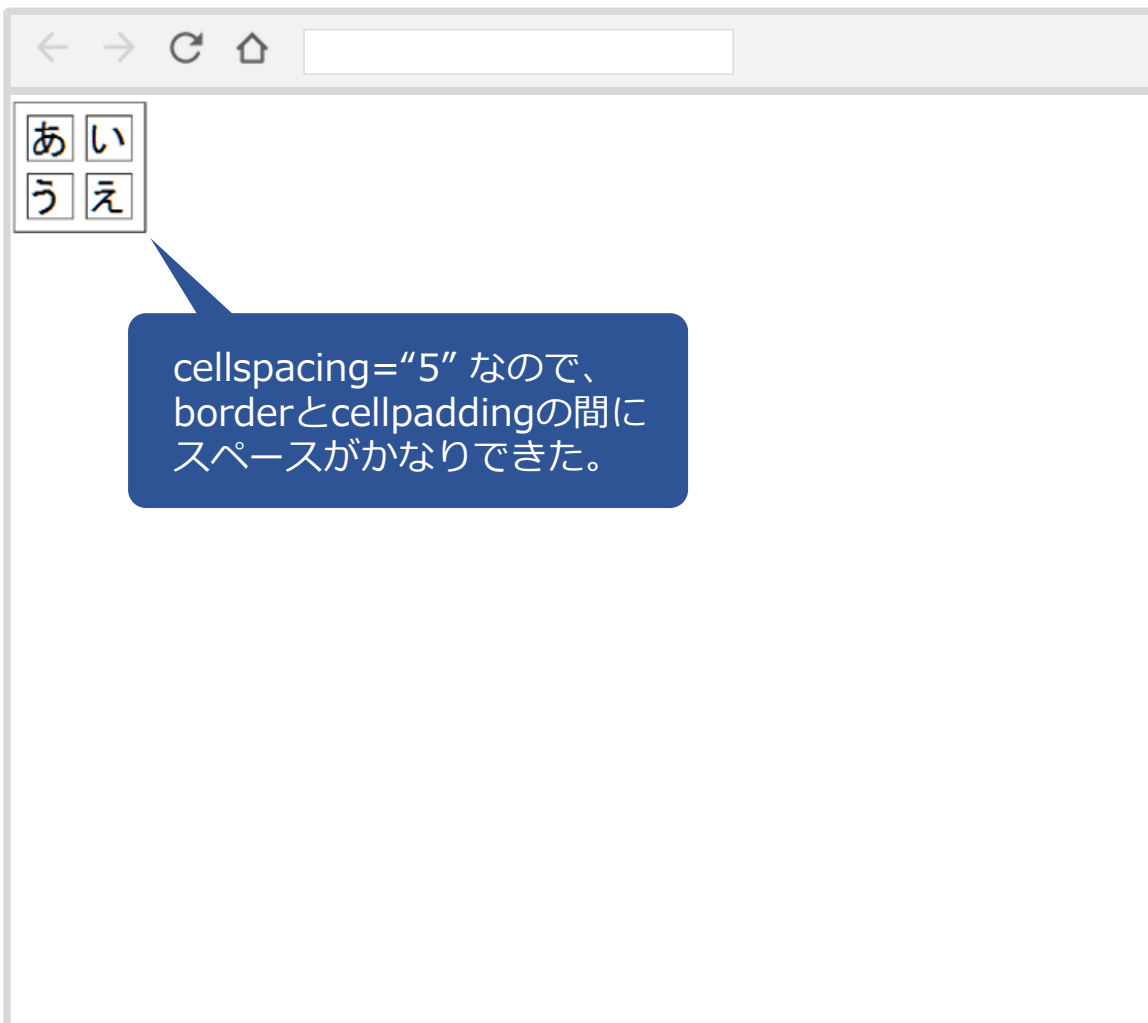 あ い
う え
cellspacing=“5” なので、
borderとcellpaddingの間に
スペースがかなりできた。